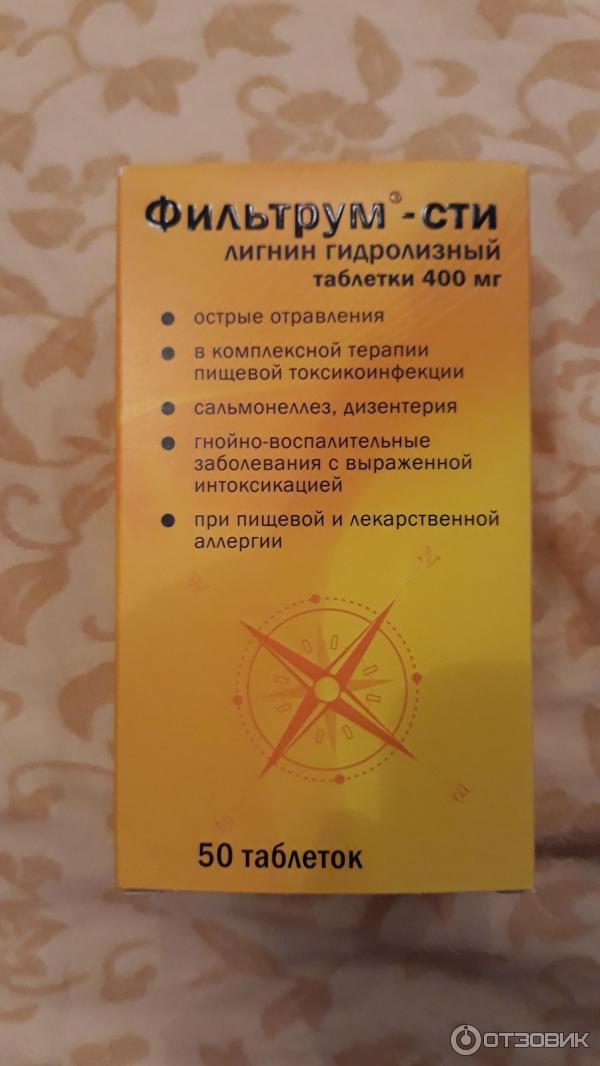 Фильтрум®-сти
лигнин гидролизный
таблетки 400 мг
острые отравления
в комплексной терапии
пищевой токсикоинфекции
сальмонеллез, дизентерия
гнойно-воспалительные
заболевания с выраженной
интоксикацией
при пищевой и лекарственной
аллергии
N
W
E
S
50 таблеток
ОТЗОВИК